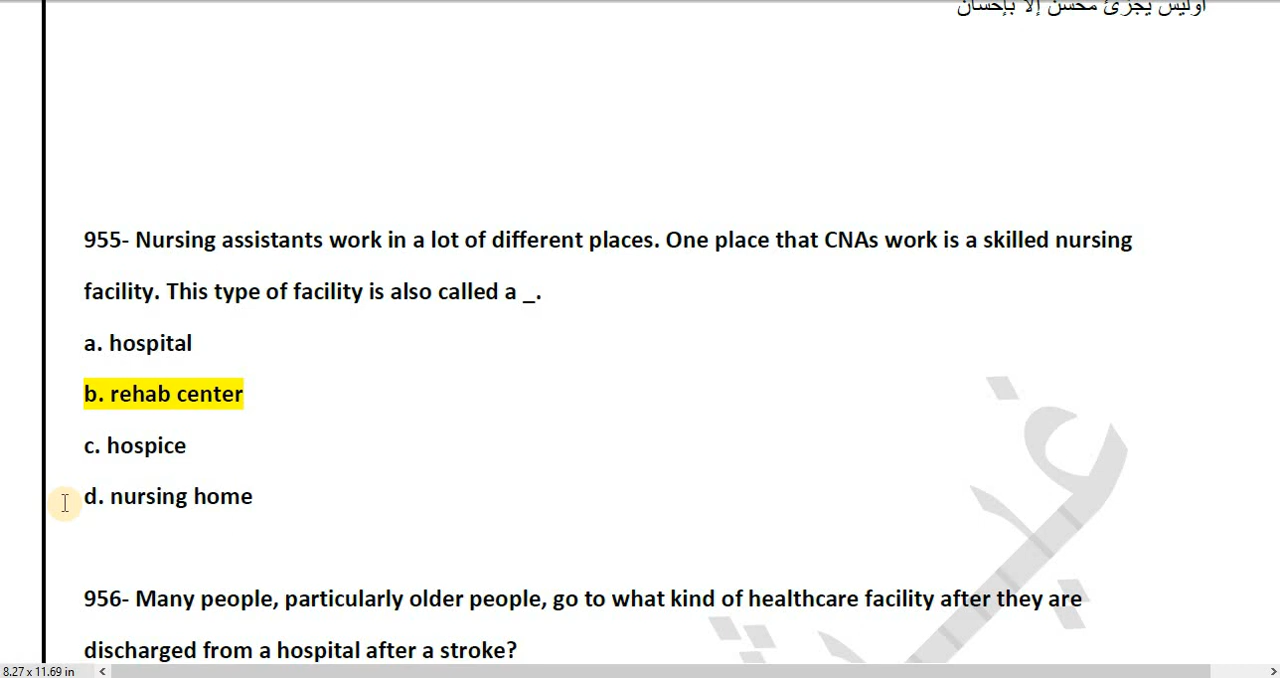 أوليس يجزئ محسن إلا بإحسان
955- Nursing assistants work in a lot of different places. One place that CNAs work is a skilled nursing
facility. This type of facility is also called a _.
a. hospital
b. rehab center
c. hospice
d. nursing home
956- Many people, particularly older people, go to what kind of healthcare facility after they are
discharged from a hospital after a stroke?
8.27 x 11.69 in